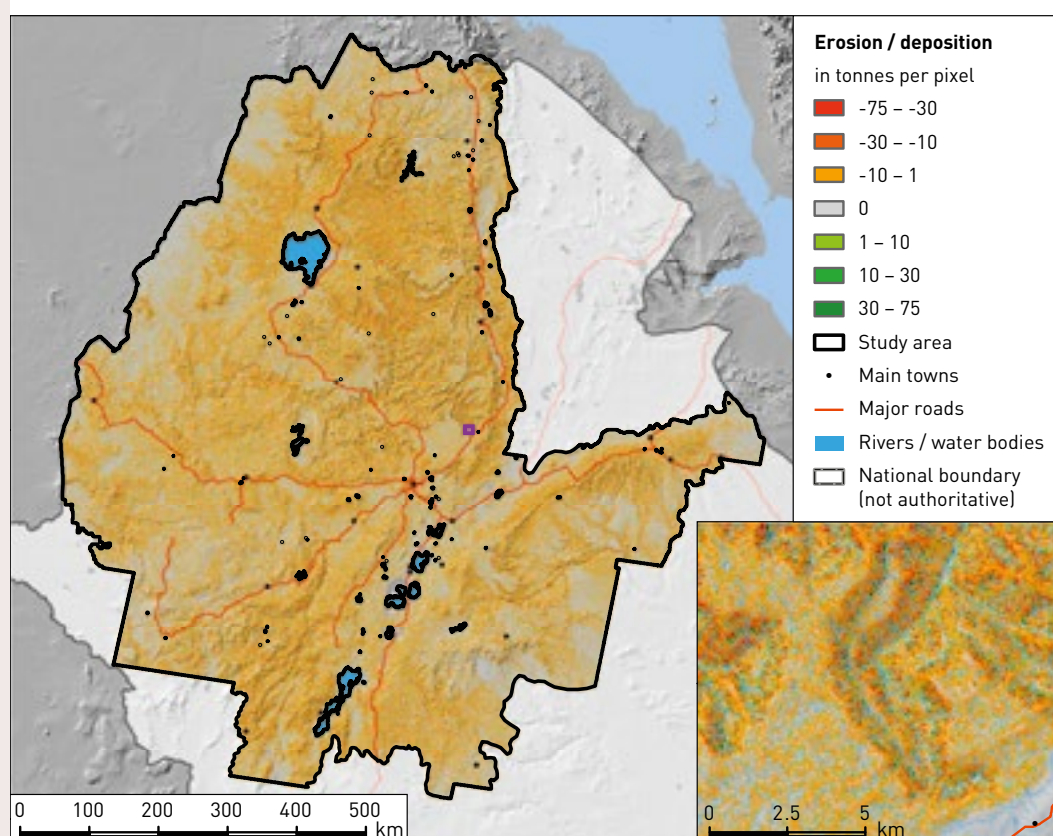 Erosion / deposition
in tonnes per pixel
-75 – -30
-30 – -10
-10 – 1
0
1 – 10
10 – 30
30 – 75
Study area
Main towns
Major roads
Rivers / water bodies
National boundary
(not authoritative)
0 100 200 300 400 500
km
0 2.5 5
km